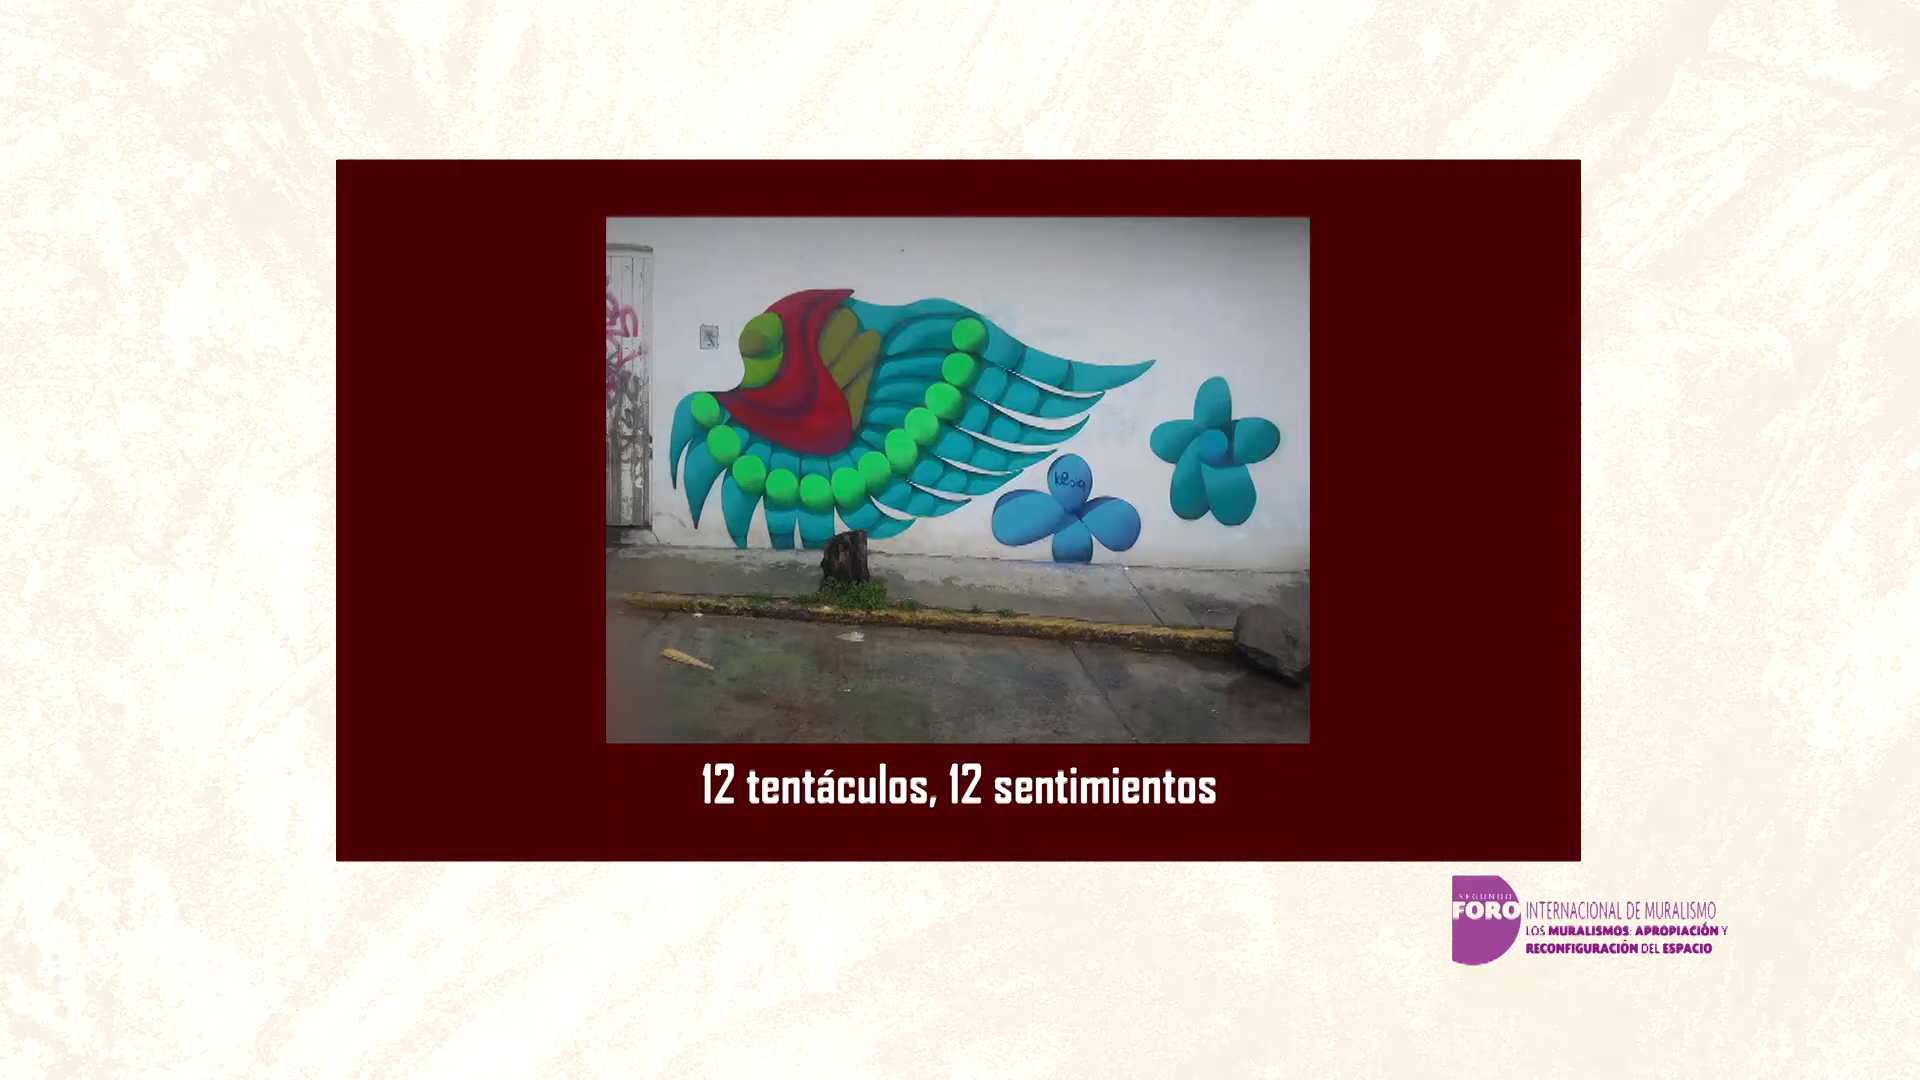 12 tentáculos, 12 sentimientos
SEGUNDO
FORO INTERNACIONAL DE MURALISMO
LOS MURALISMOS: APROPIACIÓN Y
RECONFIGURACIÓN DEL ESPACIO